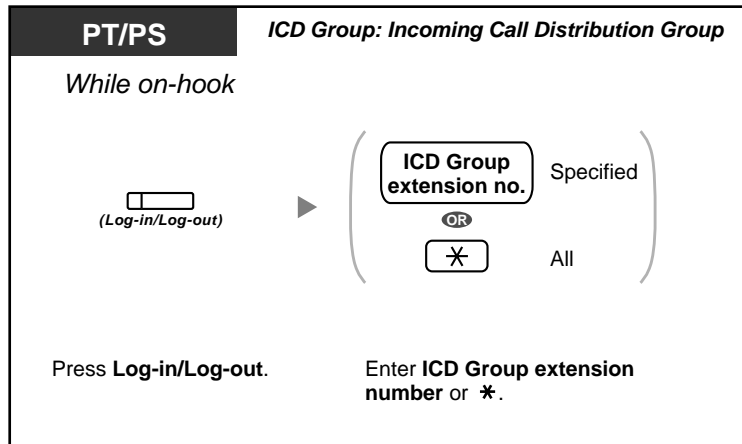 PT/PS
ICD Group: Incoming Call Distribution Group
While on-hook
(Log-in/Log-out)
ICD Group
extension no.
Specified
OR
*
All
Press Log-in/Log-out.
Enter ICD Group extension
number or *.